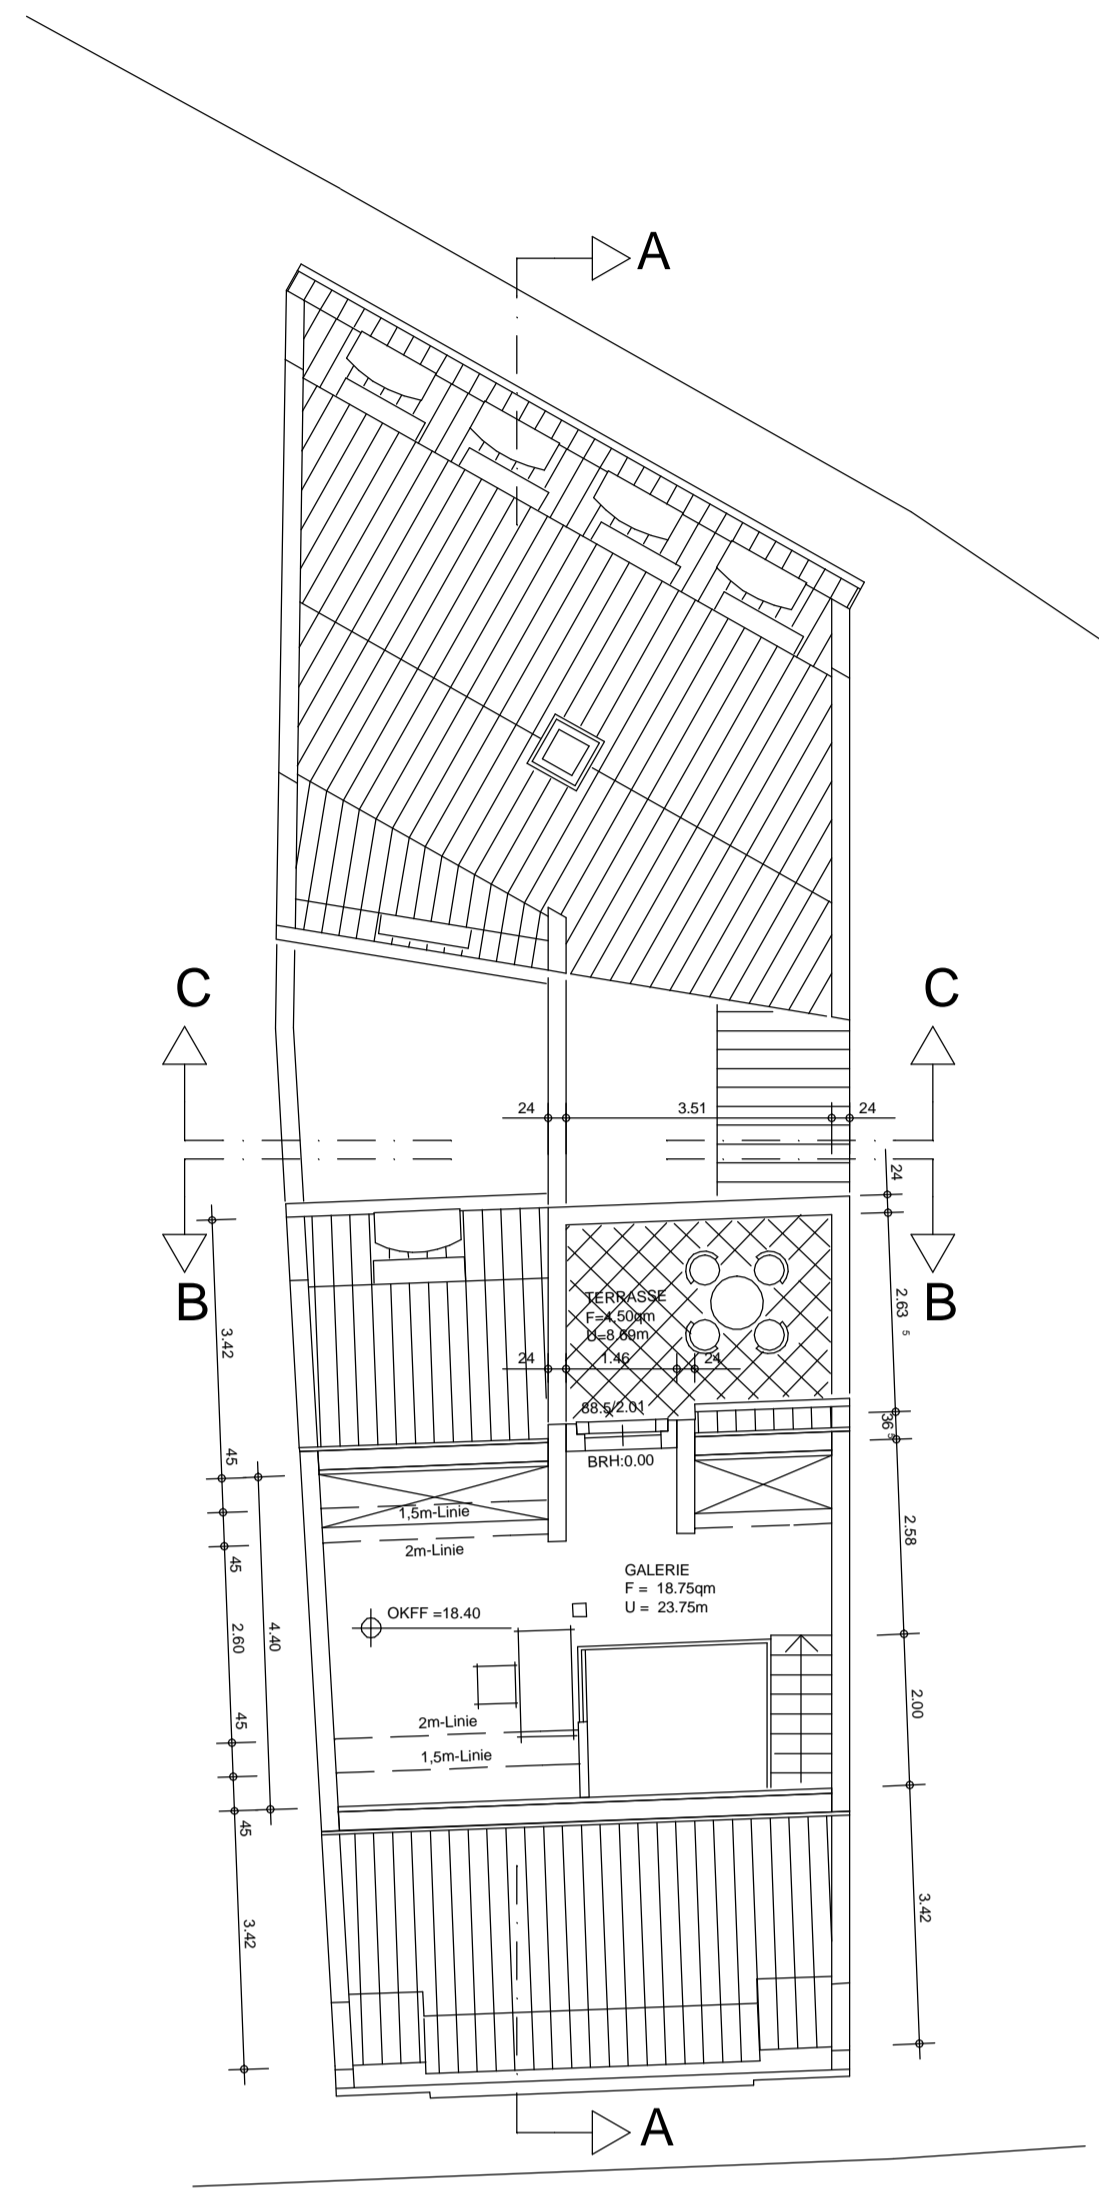 A
C
C
24
3.51
24
24
B
B
TERRASSE
F=4.50qm
U=8.69m
2.63
5
3.42
24
1.46
24
88.5/2.01
36
5
BRH:0.00
45
1,5m-Linie
2m-Linie
45
2.58
GALERIE
F = 18.75qm
U = 23.75m
OKFF =18.40
2.60
4.40
2.00
45
2m-Linie
1,5m-Linie
45
3.42
3.42
A